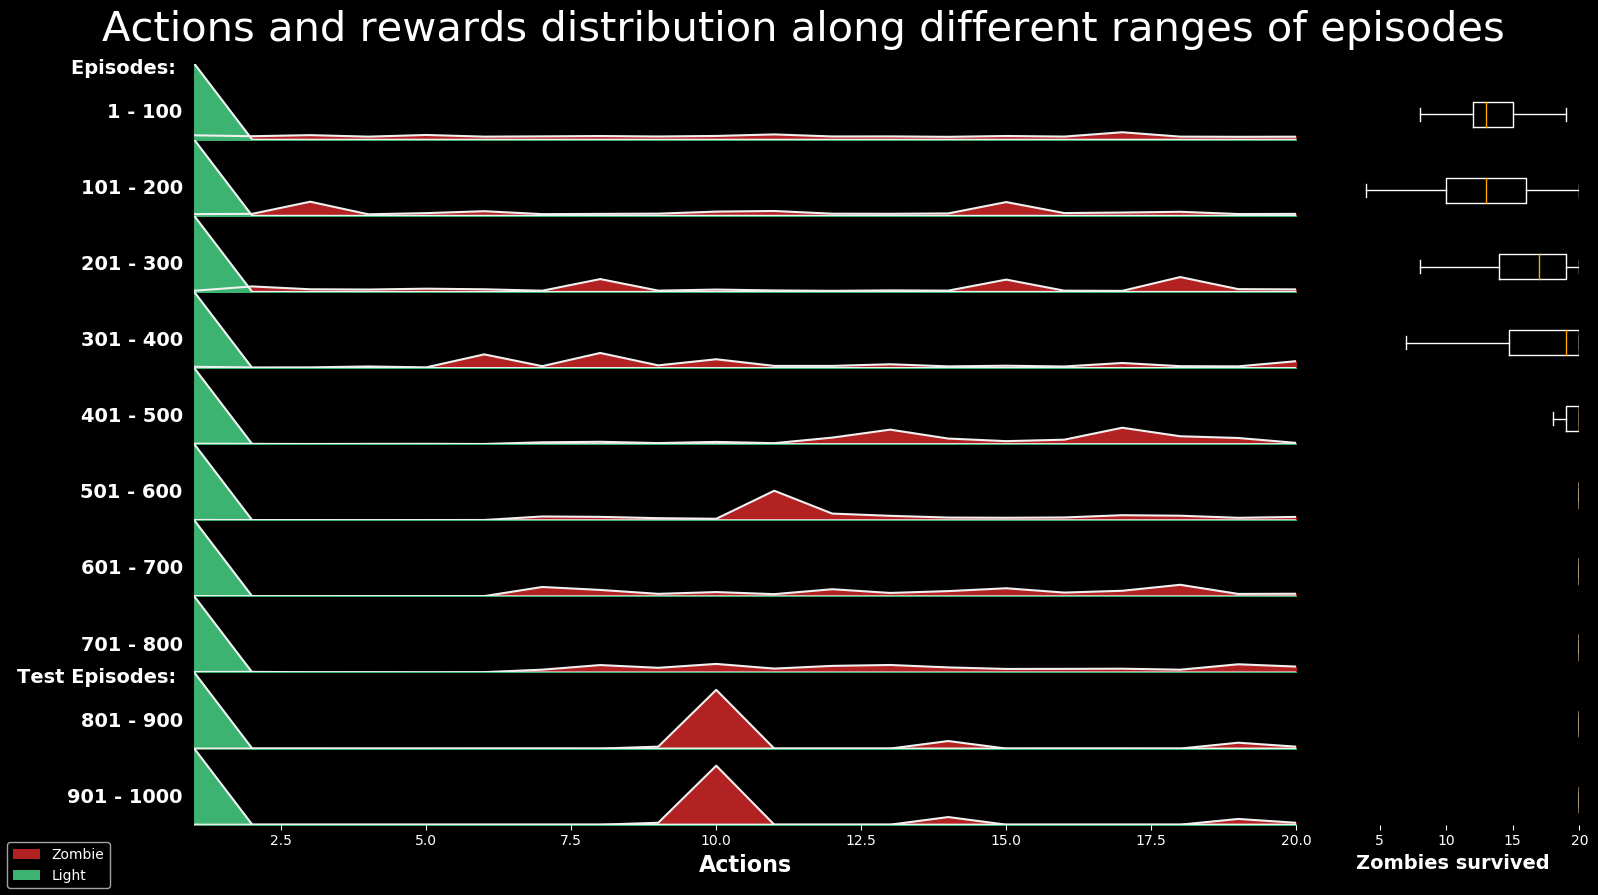 Actions and rewards distribution along different ranges of episodes
Episodes:
1 - 100
101 - 200
201 - 300
301 - 400
401 - 500
501 - 600
601 - 700
701 - 800
Test Episodes:
801 - 900
901 - 1000
2.5 5.0 7.5 10.0 12.5 15.0 17.5 20.0
5 10 15 20
Actions
Zombies survived
Zombie
Light